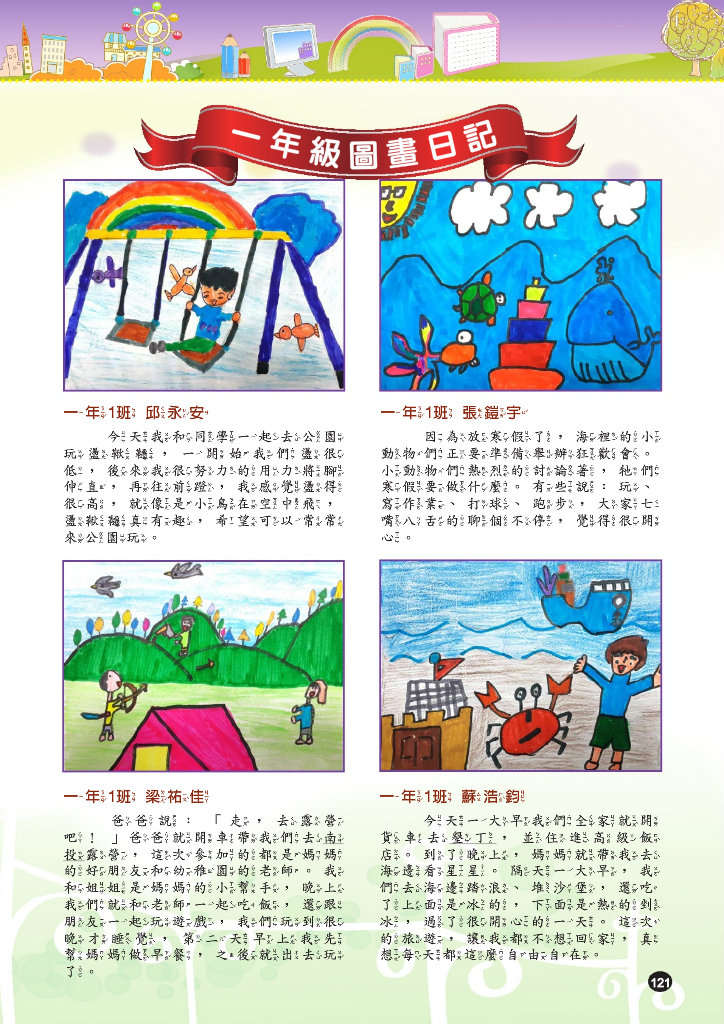 一年級圖畫日記
一年1班 邱永安
今天我和同學一起去公園
玩盪鞦韆，一開始我們盪很
低，後來我很努力的用力將腳
伸直，再往前蹬，我感覺盪得
很高，就像是小鳥在空中飛，
盪鞦韆真有趣，希望可以常常
來公園玩。
一年1班 張鎧宇
因為放寒假了，海裡的小
動物們正要準備舉辦狂歡會。
小動物們熱烈的討論著，牠們
寒假要做什麼。有些說：玩、
寫作業、打球、跑步，大家七
嘴八舌的聊個不停，覺得很開
心。
一年1班 梁祐佳
爸爸說：「走，去露營
吧！」爸爸就開車帶我們去南
投露營，這次參加的都是媽媽
的好朋友和幼稚園的老師。我
和姐姐是媽媽的小幫手，晚上
我們就和老師一起吃飯，還跟
朋友一起玩遊戲，我們玩到很
晚才睡覺，第二天早上我先
幫媽媽做早餐，之後就出去玩
了。
一年1班 蘇浩鈞
今天一大早我們全家就開
貨車去墾丁，並住進高級飯
店。到了晚上，媽媽就帶我去
海邊看星星。隔天一大早，我
們去海邊踏浪、堆沙堡，還吃
了上面是冰的，下面是熱的剉
冰，過了很開心的一天。這次
的旅遊，讓我都不想回家，真
想每天都這麼自由自在。
121